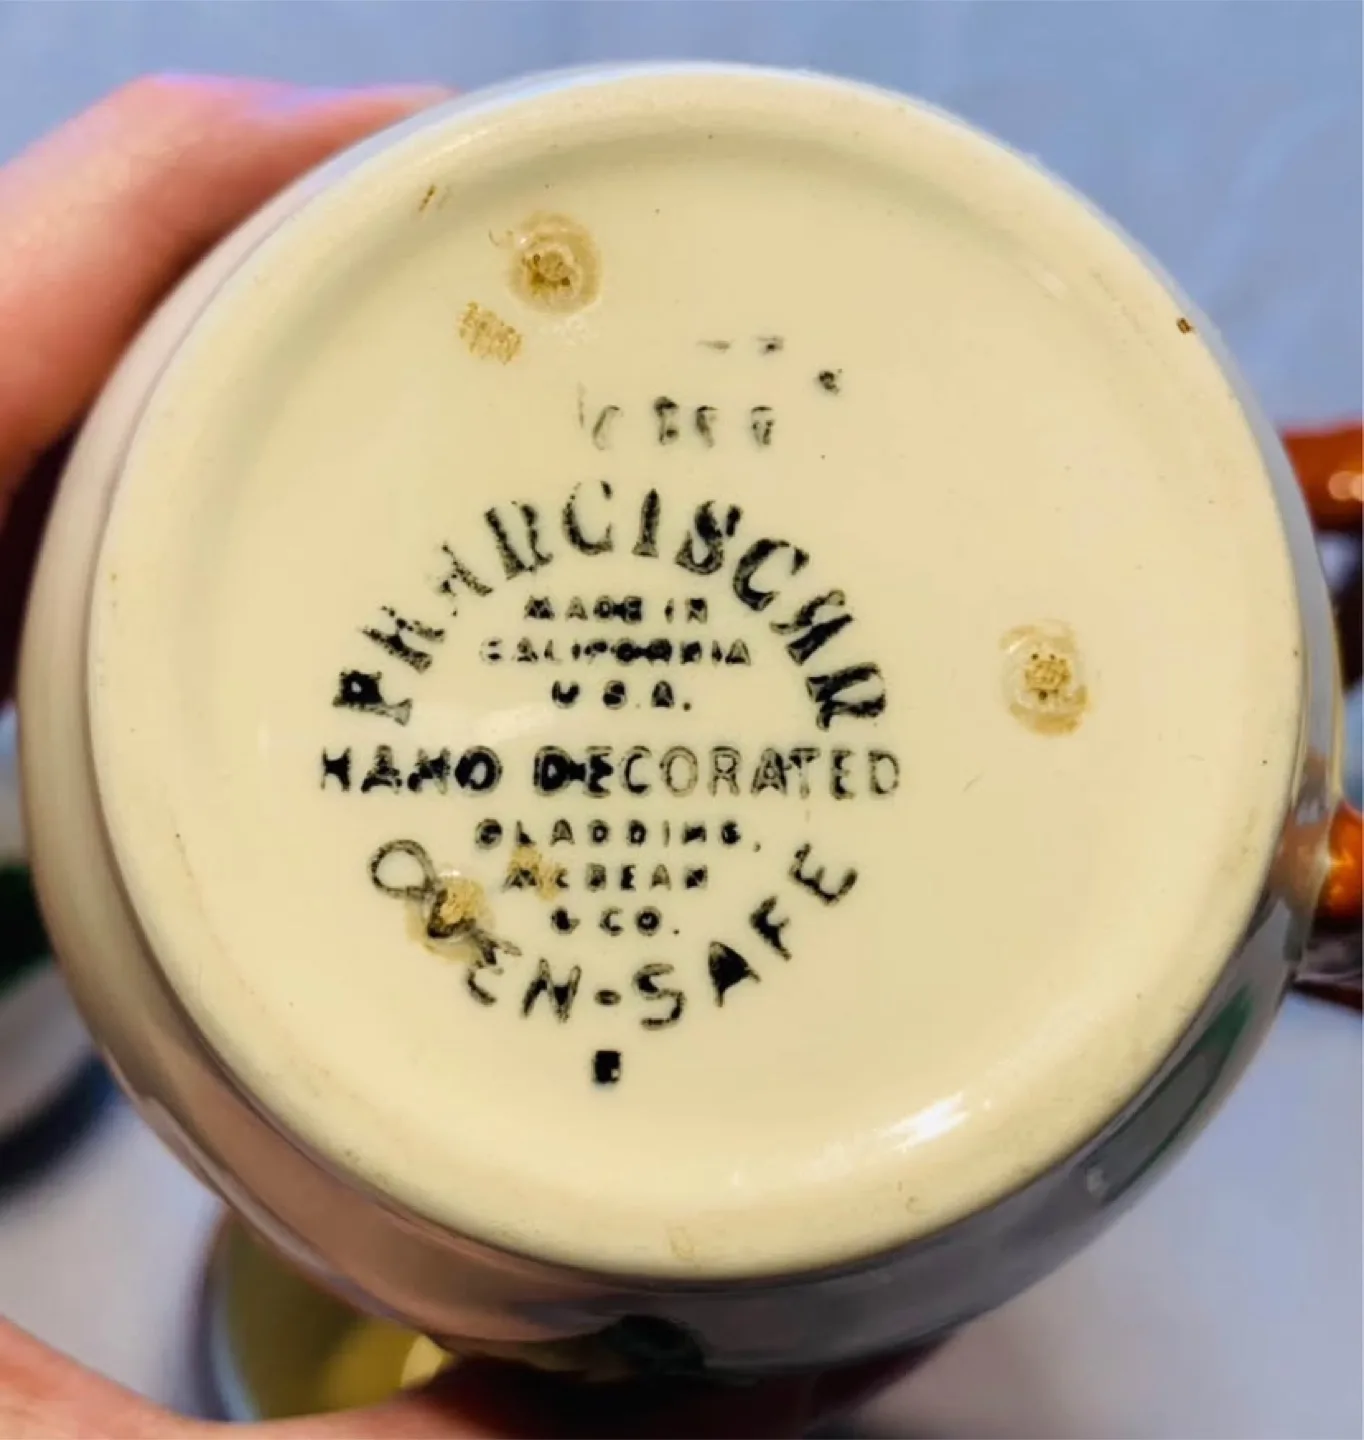 FRANCISCAN
MADE IN
CALIFORNIA
U.S.A.
HAND DECORATED
GLADDING,
McBEAN
& CO.
OVEN-SAFE